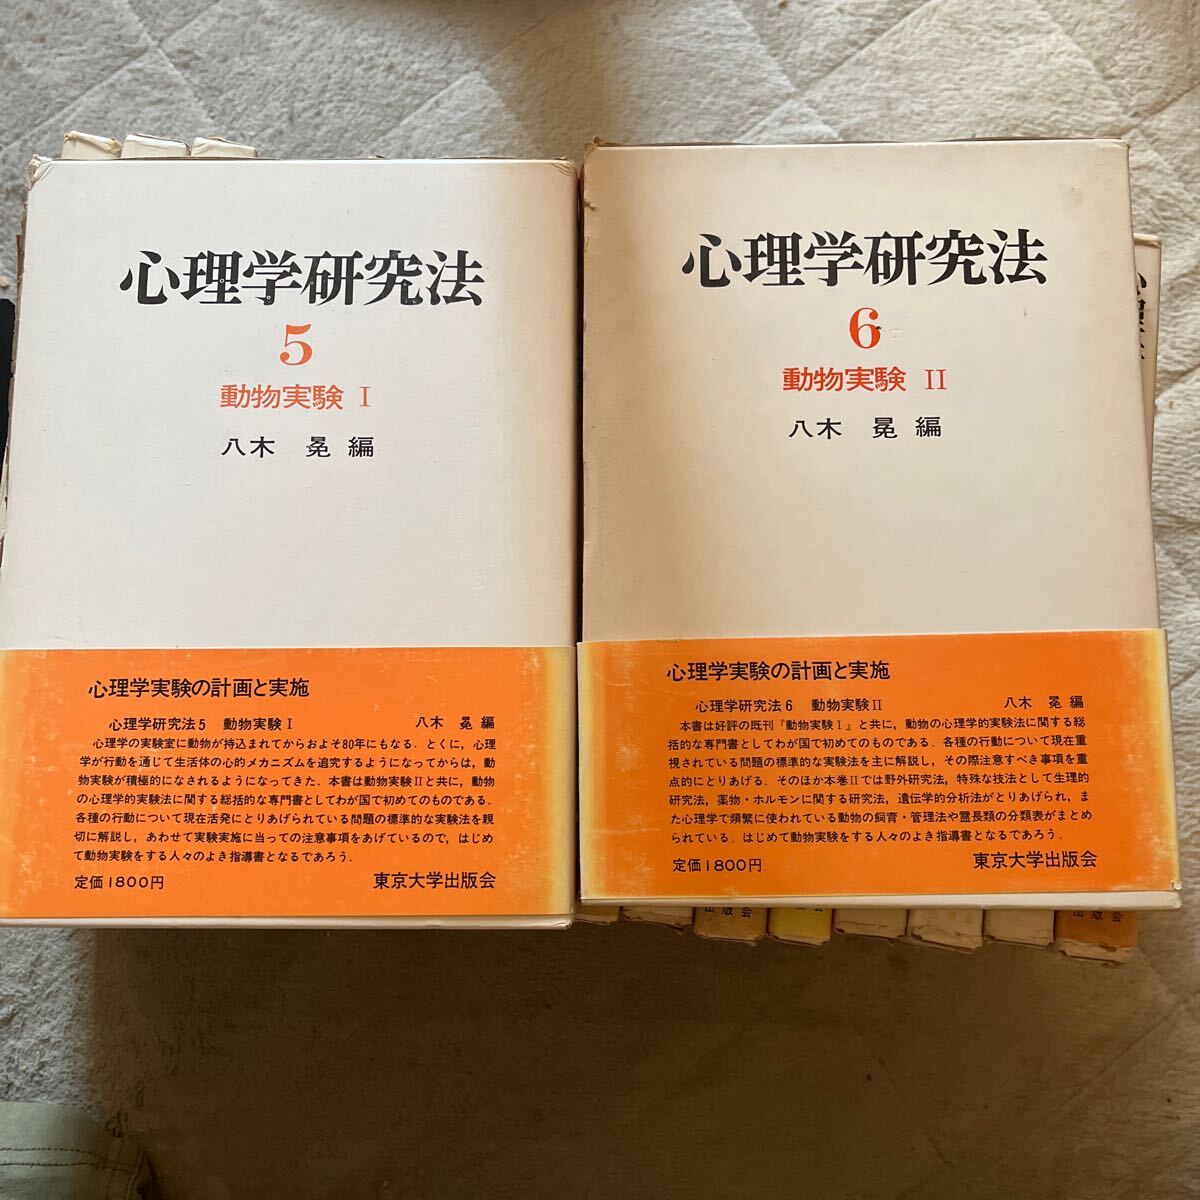 心理学研究法
5
動物実験 I
八木 冕 編
心理学実験の計画と実施
心理学研究法5 動物実験 I 八木 冕 編
心理学の実験室に動物が持込まれてからおよそ80年にもなる．とくに，心理
学が行動を通じて生活体の心的メカニズムを追究するようになってからは，動
物実験が積極的になされるようになってきた．本書は動物実験IIと共に，動物
の心理学的実験法に関する総括的な専門書としてわが国で初めてのものである．
各種の行動について現在活発にとりあげられている問題の標準的な実験法を親
切に解説し，あわせて実験実施に当っての注意事項をあげているので，はじめ
て動物実験をする人々のよき指導書となるであろう．
定価1800円 東京大学出版会
心理学研究法
6
動物実験 II
八木 冕 編
心理学実験の計画と実施
心理学研究法6 動物実験II 八木 冕 編
本書は好評の既刊『動物実験 I』と共に，動物の心理学的実験法に関する総
括的な専門書としてわが国で初めてのものである．各種の行動について現在重
視されている問題の標準的な実験法を主に解説し，その際注意すべき事項を重
点的にとりあげる．そのほか本巻IIでは野外研究法，特殊な技法として生理的
研究法，薬物・ホルモンに関する研究法，遺伝学的分析法がとりあげられ，ま
た心理学で頻繁に使われている動物の飼育・管理法や霊長類の分類表がまとめ
られている．はじめて動物実験をする人々のよき指導書となるであろう．
定価1800円 東京大学出版会
出版会
出版会